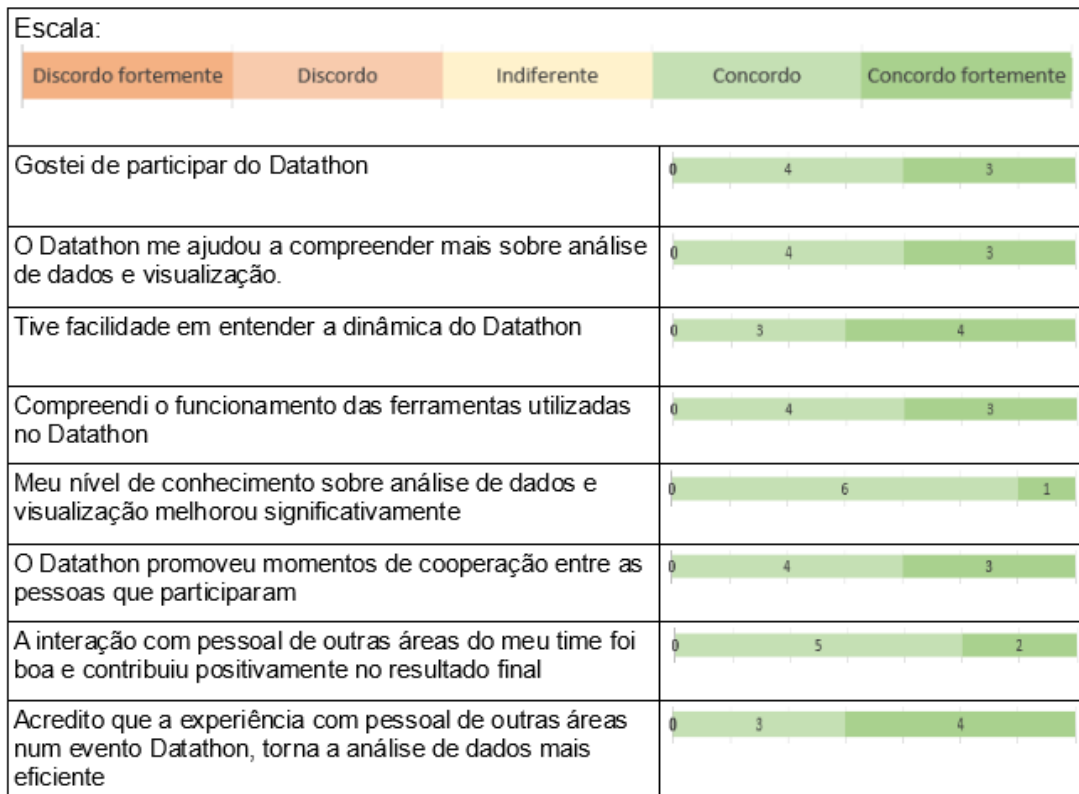 Escala:
Discordo fortemente Discordo Indiferente Concordo Concordo fortemente
Gostei de participar do Datathon
0 4 3
O Datathon me ajudou a compreender mais sobre análise
de dados e visualização.
0 4 3
Tive facilidade em entender a dinâmica do Datathon
0 3 4
Compreendi o funcionamento das ferramentas utilizadas
no Datathon
0 4 3
Meu nível de conhecimento sobre análise de dados e
visualização melhorou significativamente
0 6 1
O Datathon promoveu momentos de cooperação entre as
pessoas que participaram
0 4 3
A interação com pessoal de outras áreas do meu time foi
boa e contribuiu positivamente no resultado final
0 5 2
Acredito que a experiência com pessoal de outras áreas
num evento Datathon, torna a análise de dados mais
eficiente
0 3 4